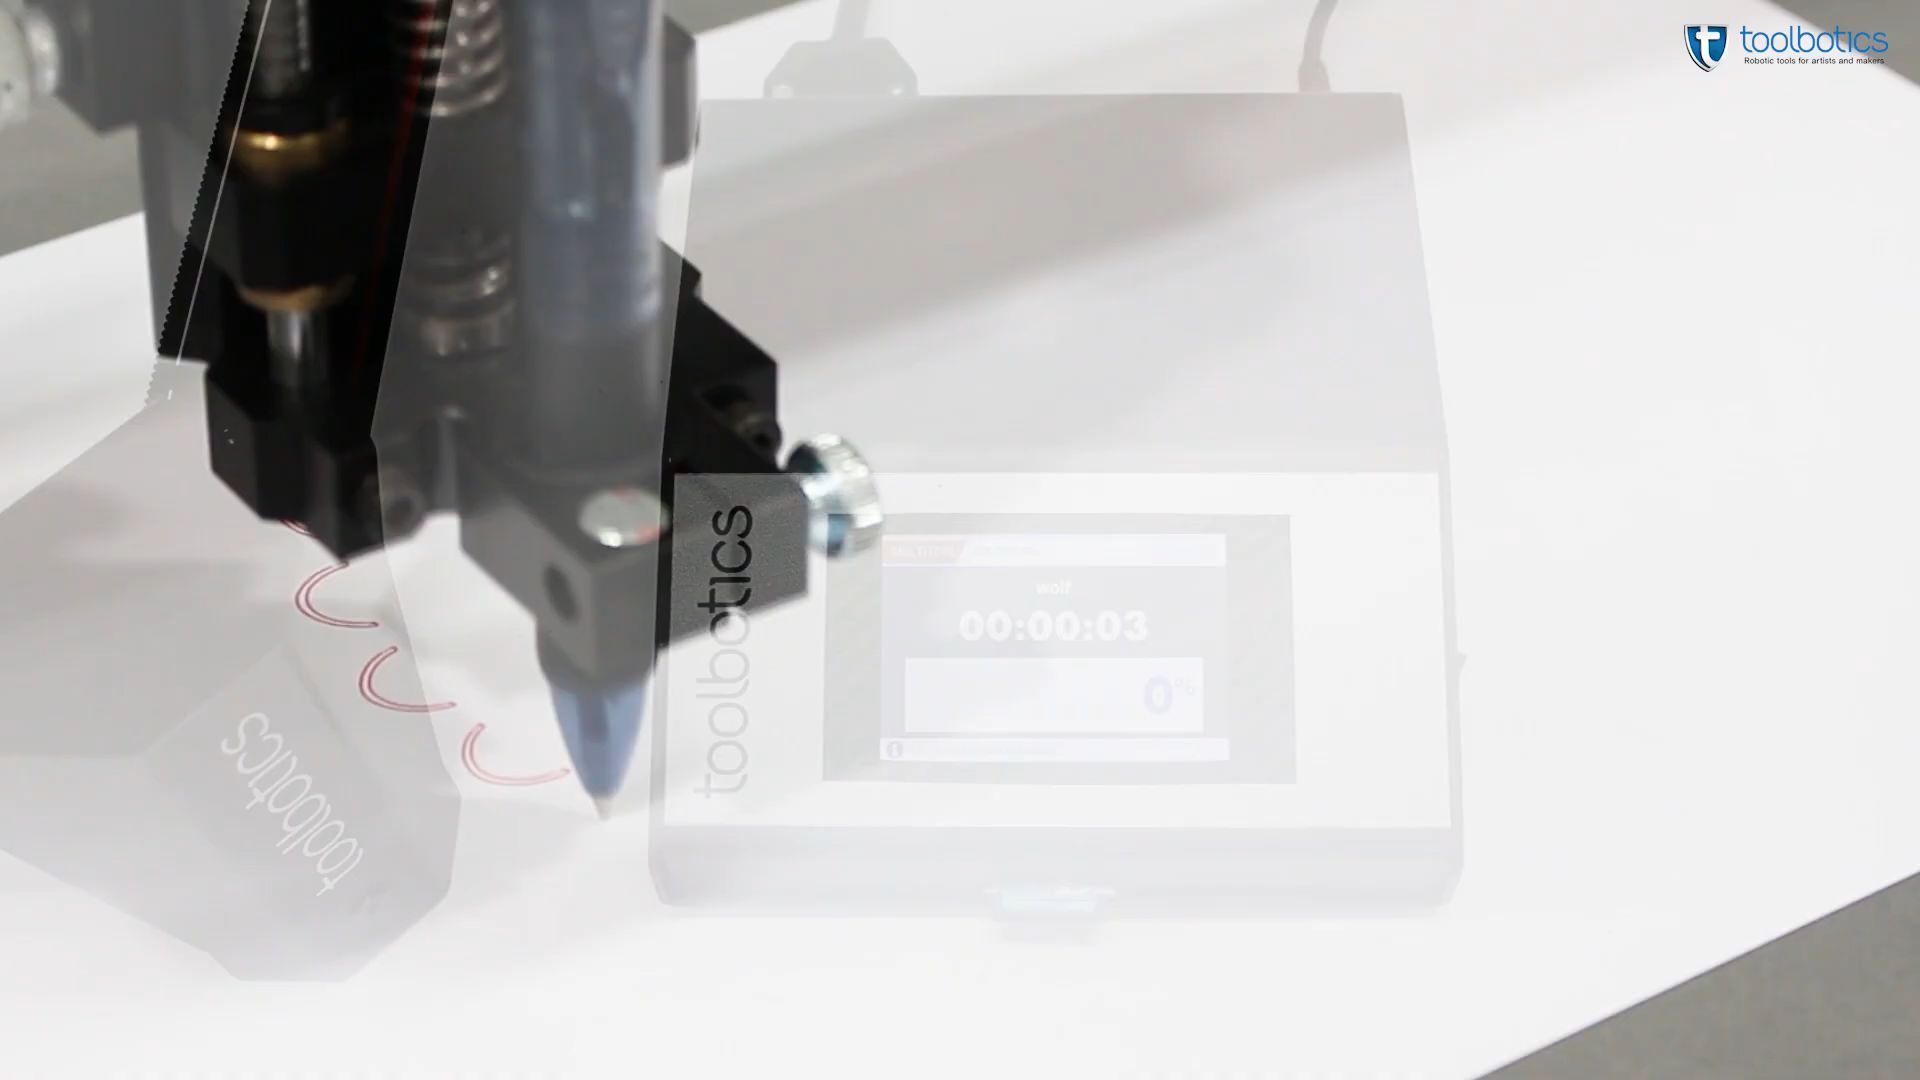 toolbotics
Robotic tools for artists and makers
toolbotics
wolf
00:00:03
0%
toolbotics